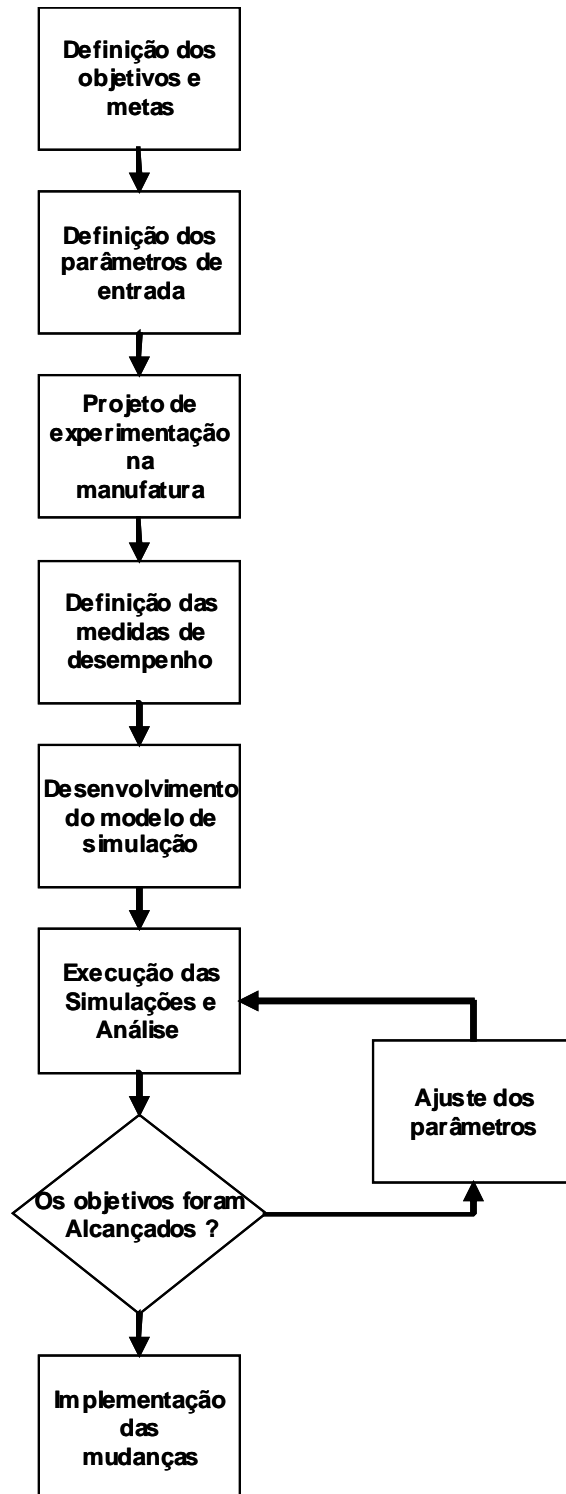 Definição dos
objetivos e
metas
Definição dos
parâmetros de
entrada
Projeto de
experimentação
na
manufatura
Definição das
medidas de
desempenho
Desenvolvimento
do modelo de
simulação
Execução das
Simulações e
Análise
Ajuste dos
parâmetros
Os objetivos foram
Alcançados ?
Implementação
das
mudanças